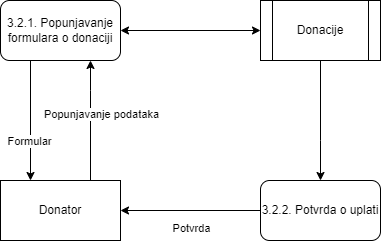 3.2.1. Popunjavanje
formulara o donaciji
Donacije
Popunjavanje podataka
Formular
Donator
3.2.2. Potvrda o uplati
Potvrda